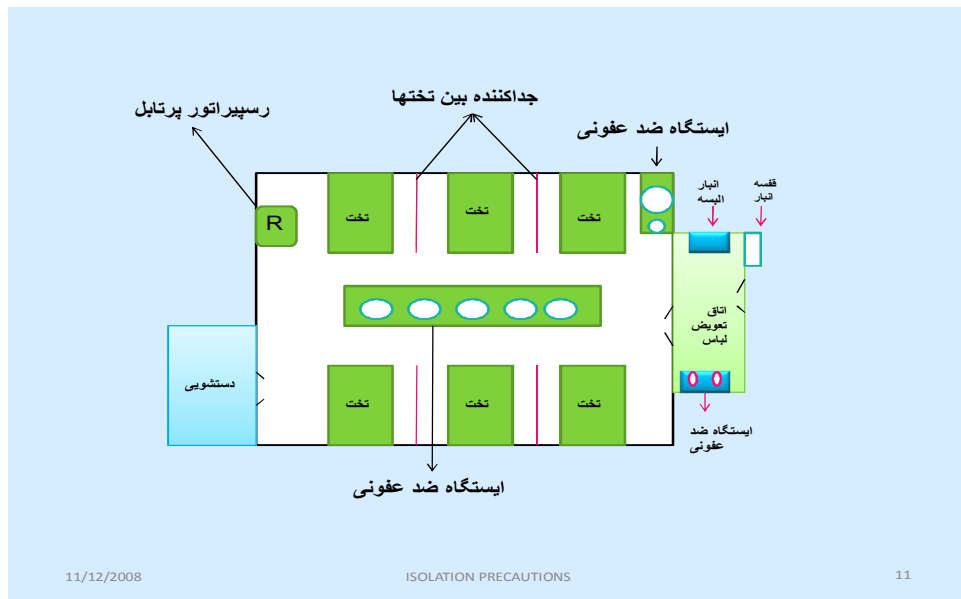 جداکننده بین تختها
رسپیراتور پرتابل
ایستگاه ضد عفونی
قفسه
انبار
انبار
البسه
تخت
تخت
تخت
R
اتاق
تعویض
لباس
دستشویی
تخت
تخت
تخت
ایستگاه ضد
عفونی
ایستگاه ضد عفونی
11/12/2008
ISOLATION PRECAUTIONS
11